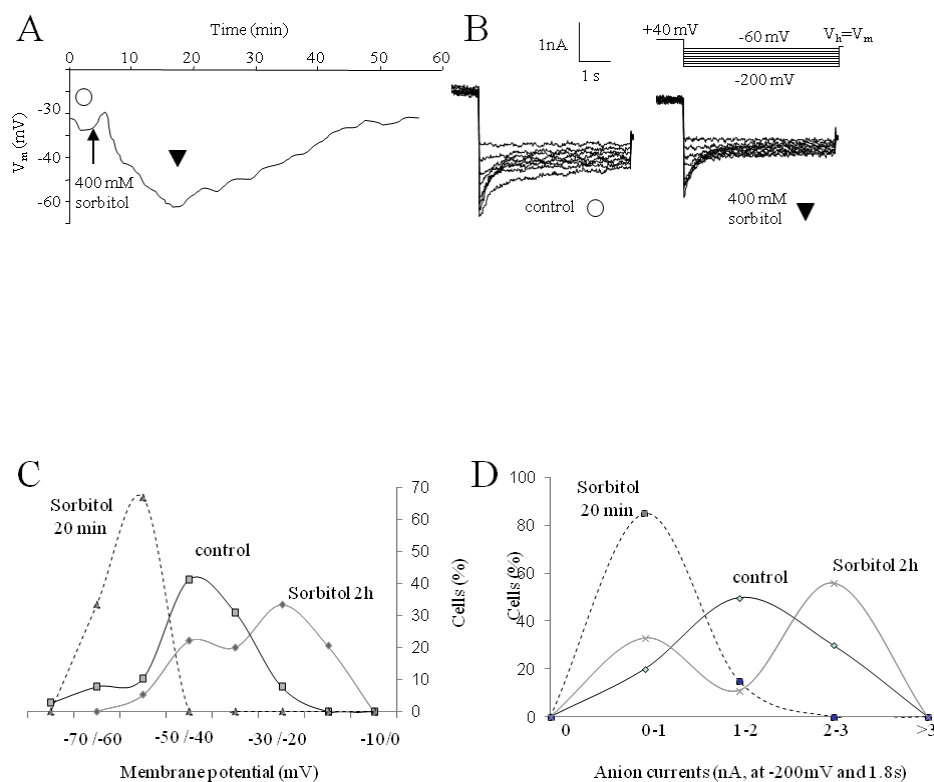 A
Time (min)
0 10 20 30 40 50 60
-30
-40
-60
Vm (mV)
400 mM
sorbitol
B
1nA
1 s
+40 mV
-60 mV
Vh=Vm
-200 mV
control
400 mM
sorbitol
C
Sorbitol
20 min
control
Sorbitol 2h
70
60
50
40
30
20
10
0
Cells (%)
-70 /-60 -50 /-40 -30 /-20 -10/0
Membrane potential (mV)
D
100
80
60
40
20
0
Cells (%)
Sorbitol
20 min
control
Sorbitol 2h
0 0-1 1-2 2-3 >3
Anion currents (nA, at -200mV and 1.8s)